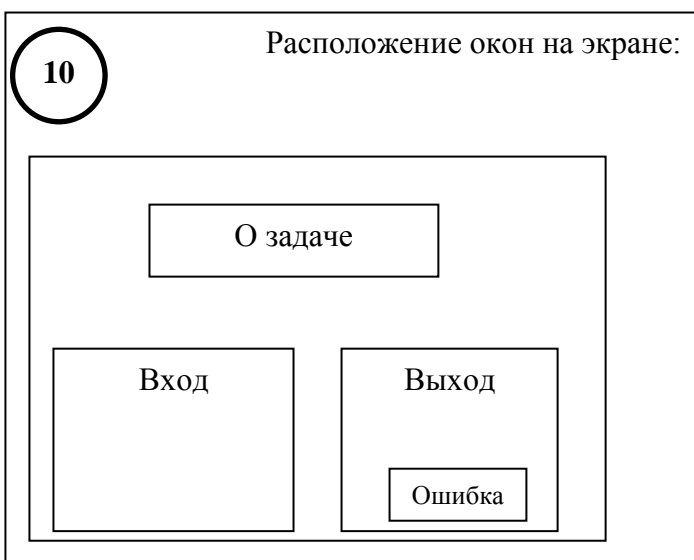 Расположение окон на экране:
10
О задаче
Вход
Выход
Ошибка